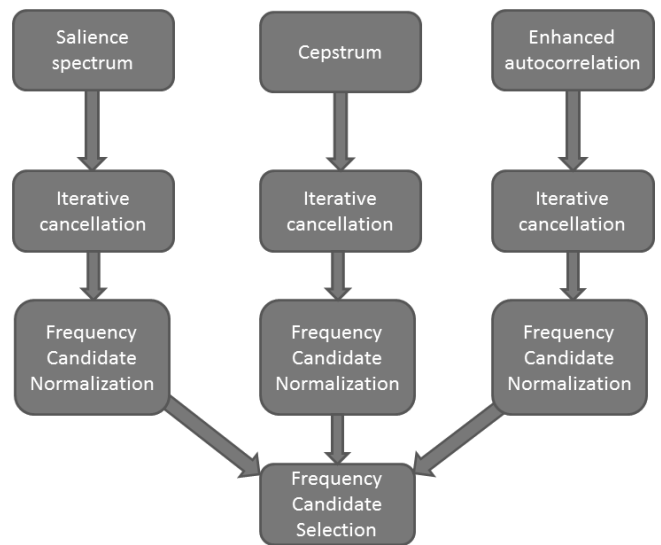 Salience
spectrum
Cepstrum
Enhanced
autocorrelation
Iterative
cancellation
Iterative
cancellation
Iterative
cancellation
Frequency
Candidate
Normalization
Frequency
Candidate
Normalization
Frequency
Candidate
Normalization
Frequency
Candidate
Selection